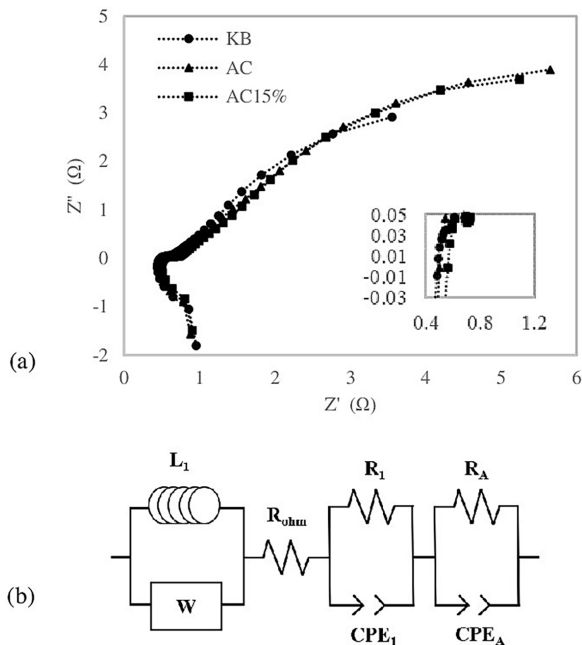 5
4
3
2
1
0
-1
-2
Z" (Ω)
KB
AC
AC15%
0.05
0.03
0.01
-0.01
-0.03
0.4 0.8 1.2
(a)
0 1 2 3 4 5 6
Z' (Ω)
L1
Rohm
R1
RA
W
(b)
CPE1
CPEA